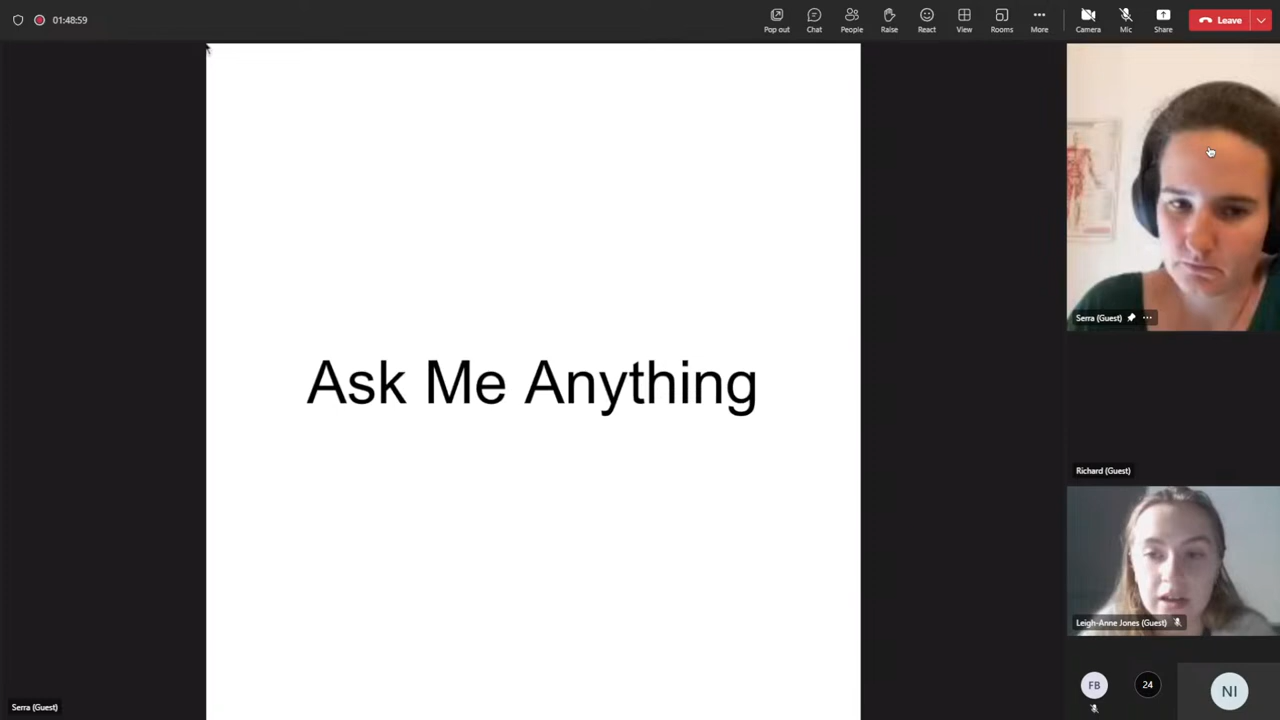 01:48:59
Pop out Chat People Raise React View Rooms More Camera Mic Share Leave
Ask Me Anything
Serra (Guest)
Richard (Guest)
Leigh-Anne Jones (Guest)
FB 24 NI
Serra (Guest)